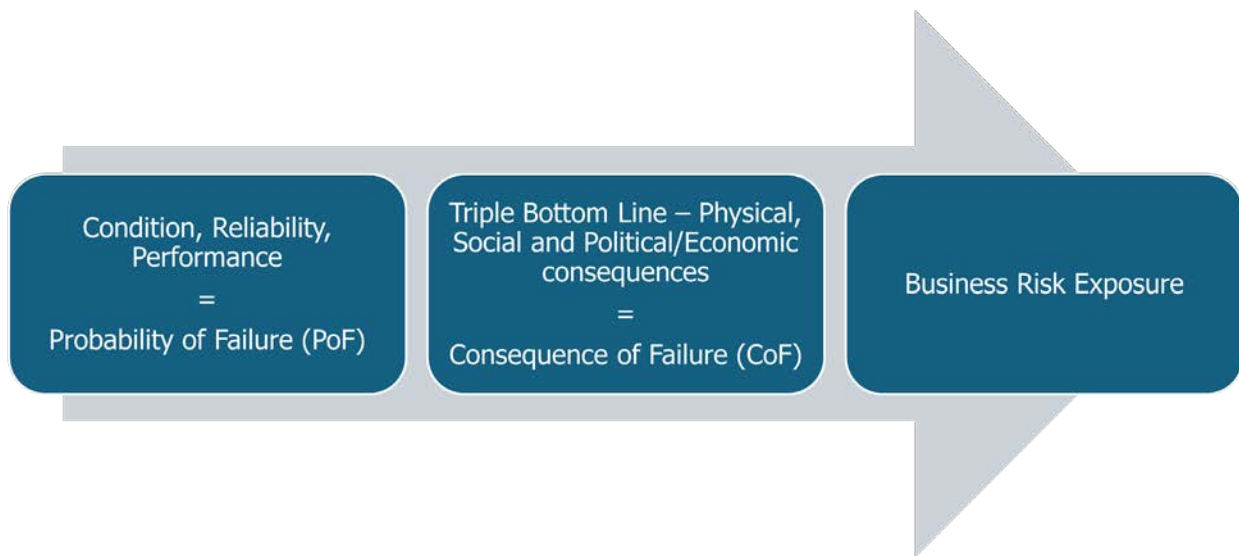 Condition, Reliability,
Performance
=
Probability of Failure (PoF)
Triple Bottom Line – Physical,
Social and Political/Economic
consequences
=
Consequence of Failure (CoF)
Business Risk Exposure